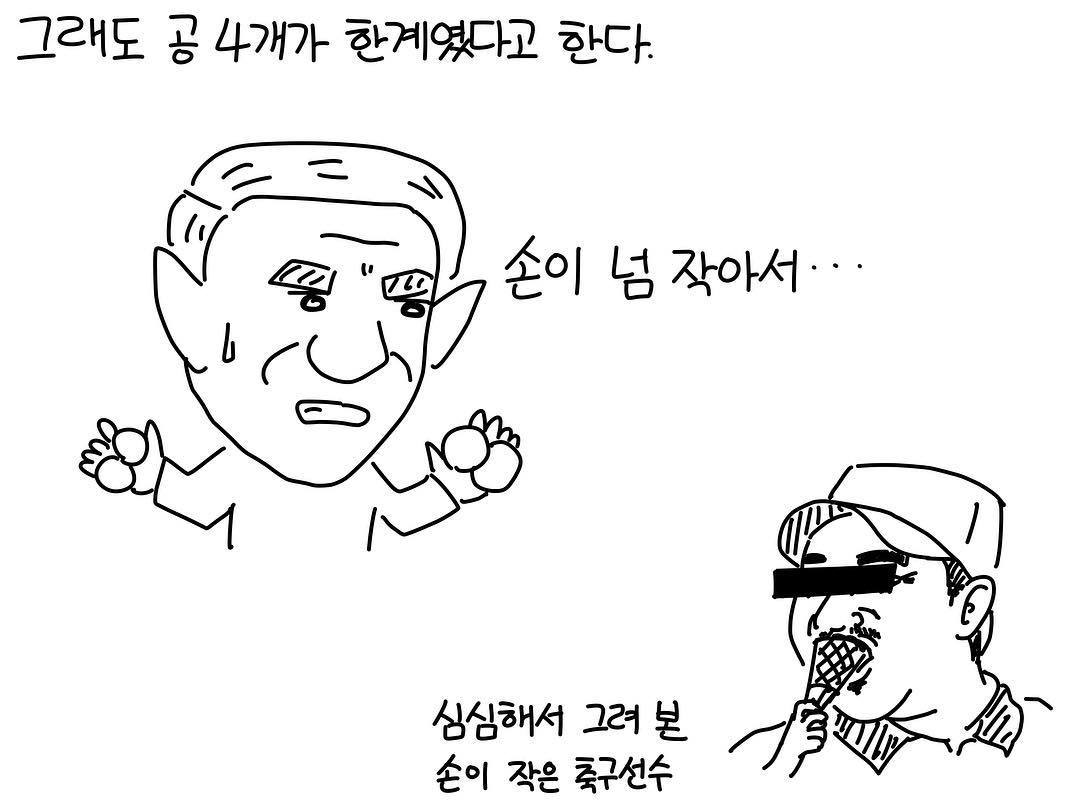 그래도 공 4개가 한계였다고 한다.
손이 넘 작아서...
심심해서 그려 본
손이 작은 축구선수